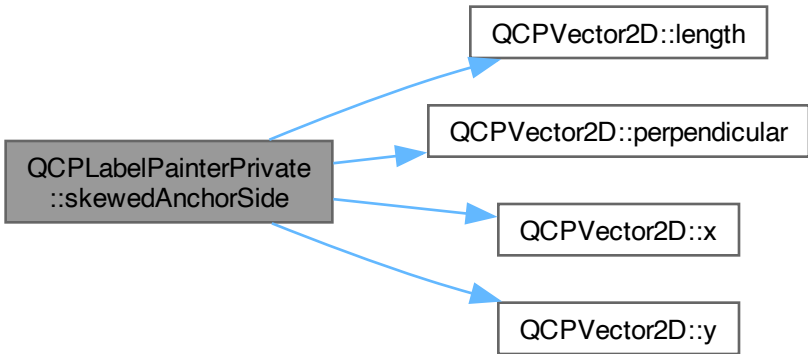 QCPVector2D::length
QCPVector2D::perpendicular
QCPLabelPainterPrivate
::skewedAnchorSide
QCPVector2D::x
QCPVector2D::y